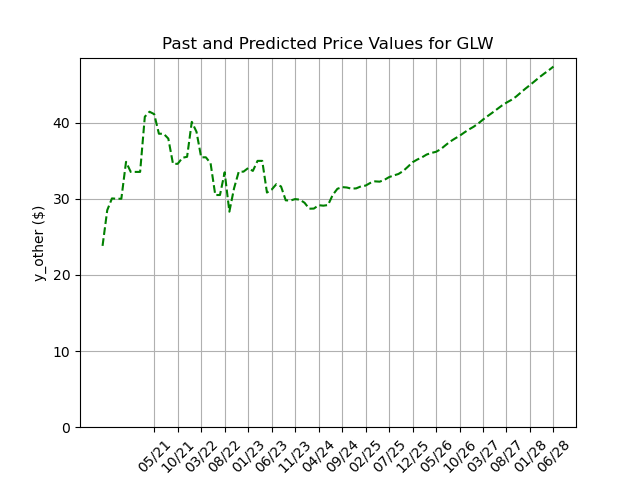 Past and Predicted Price Values for GLW
y_other ($)
40
30
20
10
0
05/21 10/21 03/22 08/22 01/23 06/23 11/23 04/24 09/24 02/25 07/25 12/25 05/26 10/26 03/27 08/27 01/28 06/28